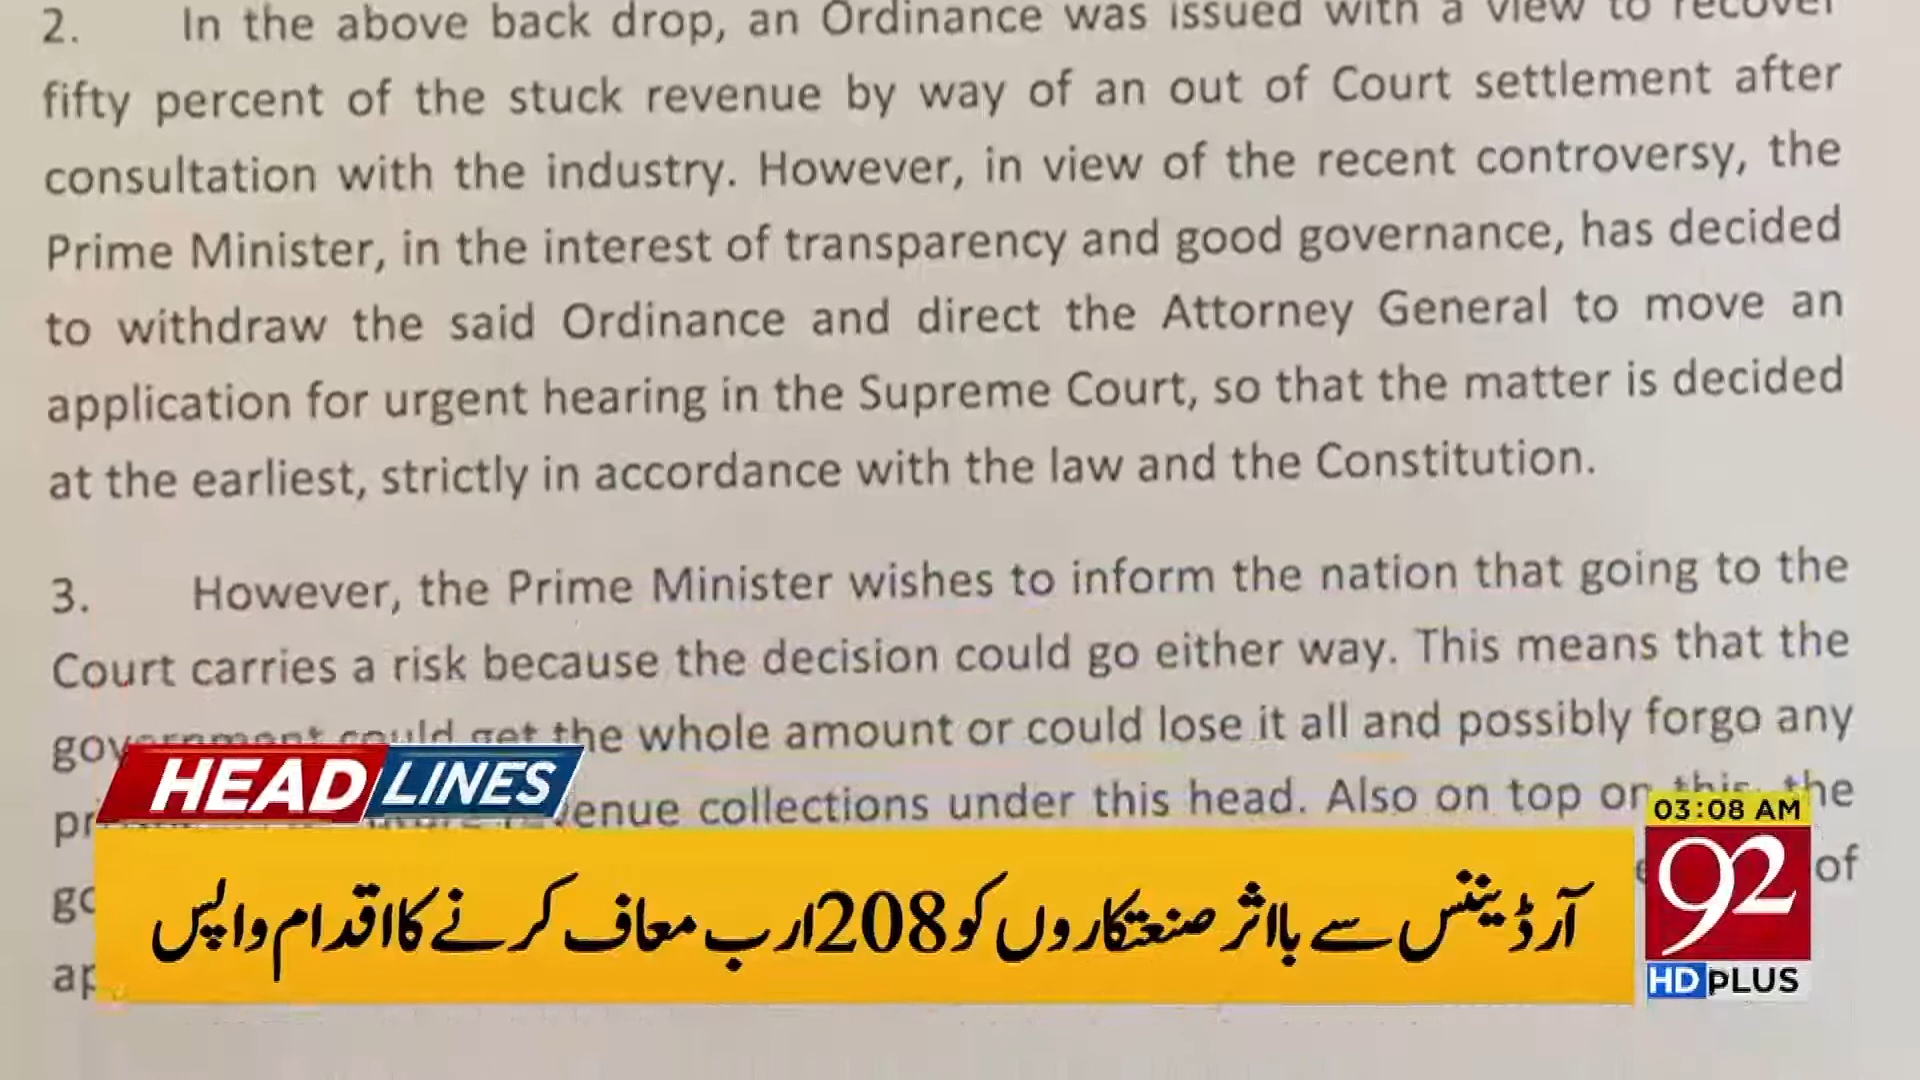 2. In the above back drop, an Ordinance was issued with a view to recover
fifty percent of the stuck revenue by way of an out of Court settlement after
consultation with the industry. However, in view of the recent controversy, the
Prime Minister, in the interest of transparency and good governance, has decided
to withdraw the said Ordinance and direct the Attorney General to move an
application for urgent hearing in the Supreme Court, so that the matter is decided
at the earliest, strictly in accordance with the law and the Constitution.
3. However, the Prime Minister wishes to inform the nation that going to the
Court carries a risk because the decision could go either way. This means that the
government could get the whole amount or could lose it all and possibly forgo any
collections under this head. Also on top on this, the
of
HEADLINES
آرڈیننس سے بااثر صنعتکاروں کو 208 ارب معاف کرنے کا اقدام واپس
03:08 AM
92
HD PLUS